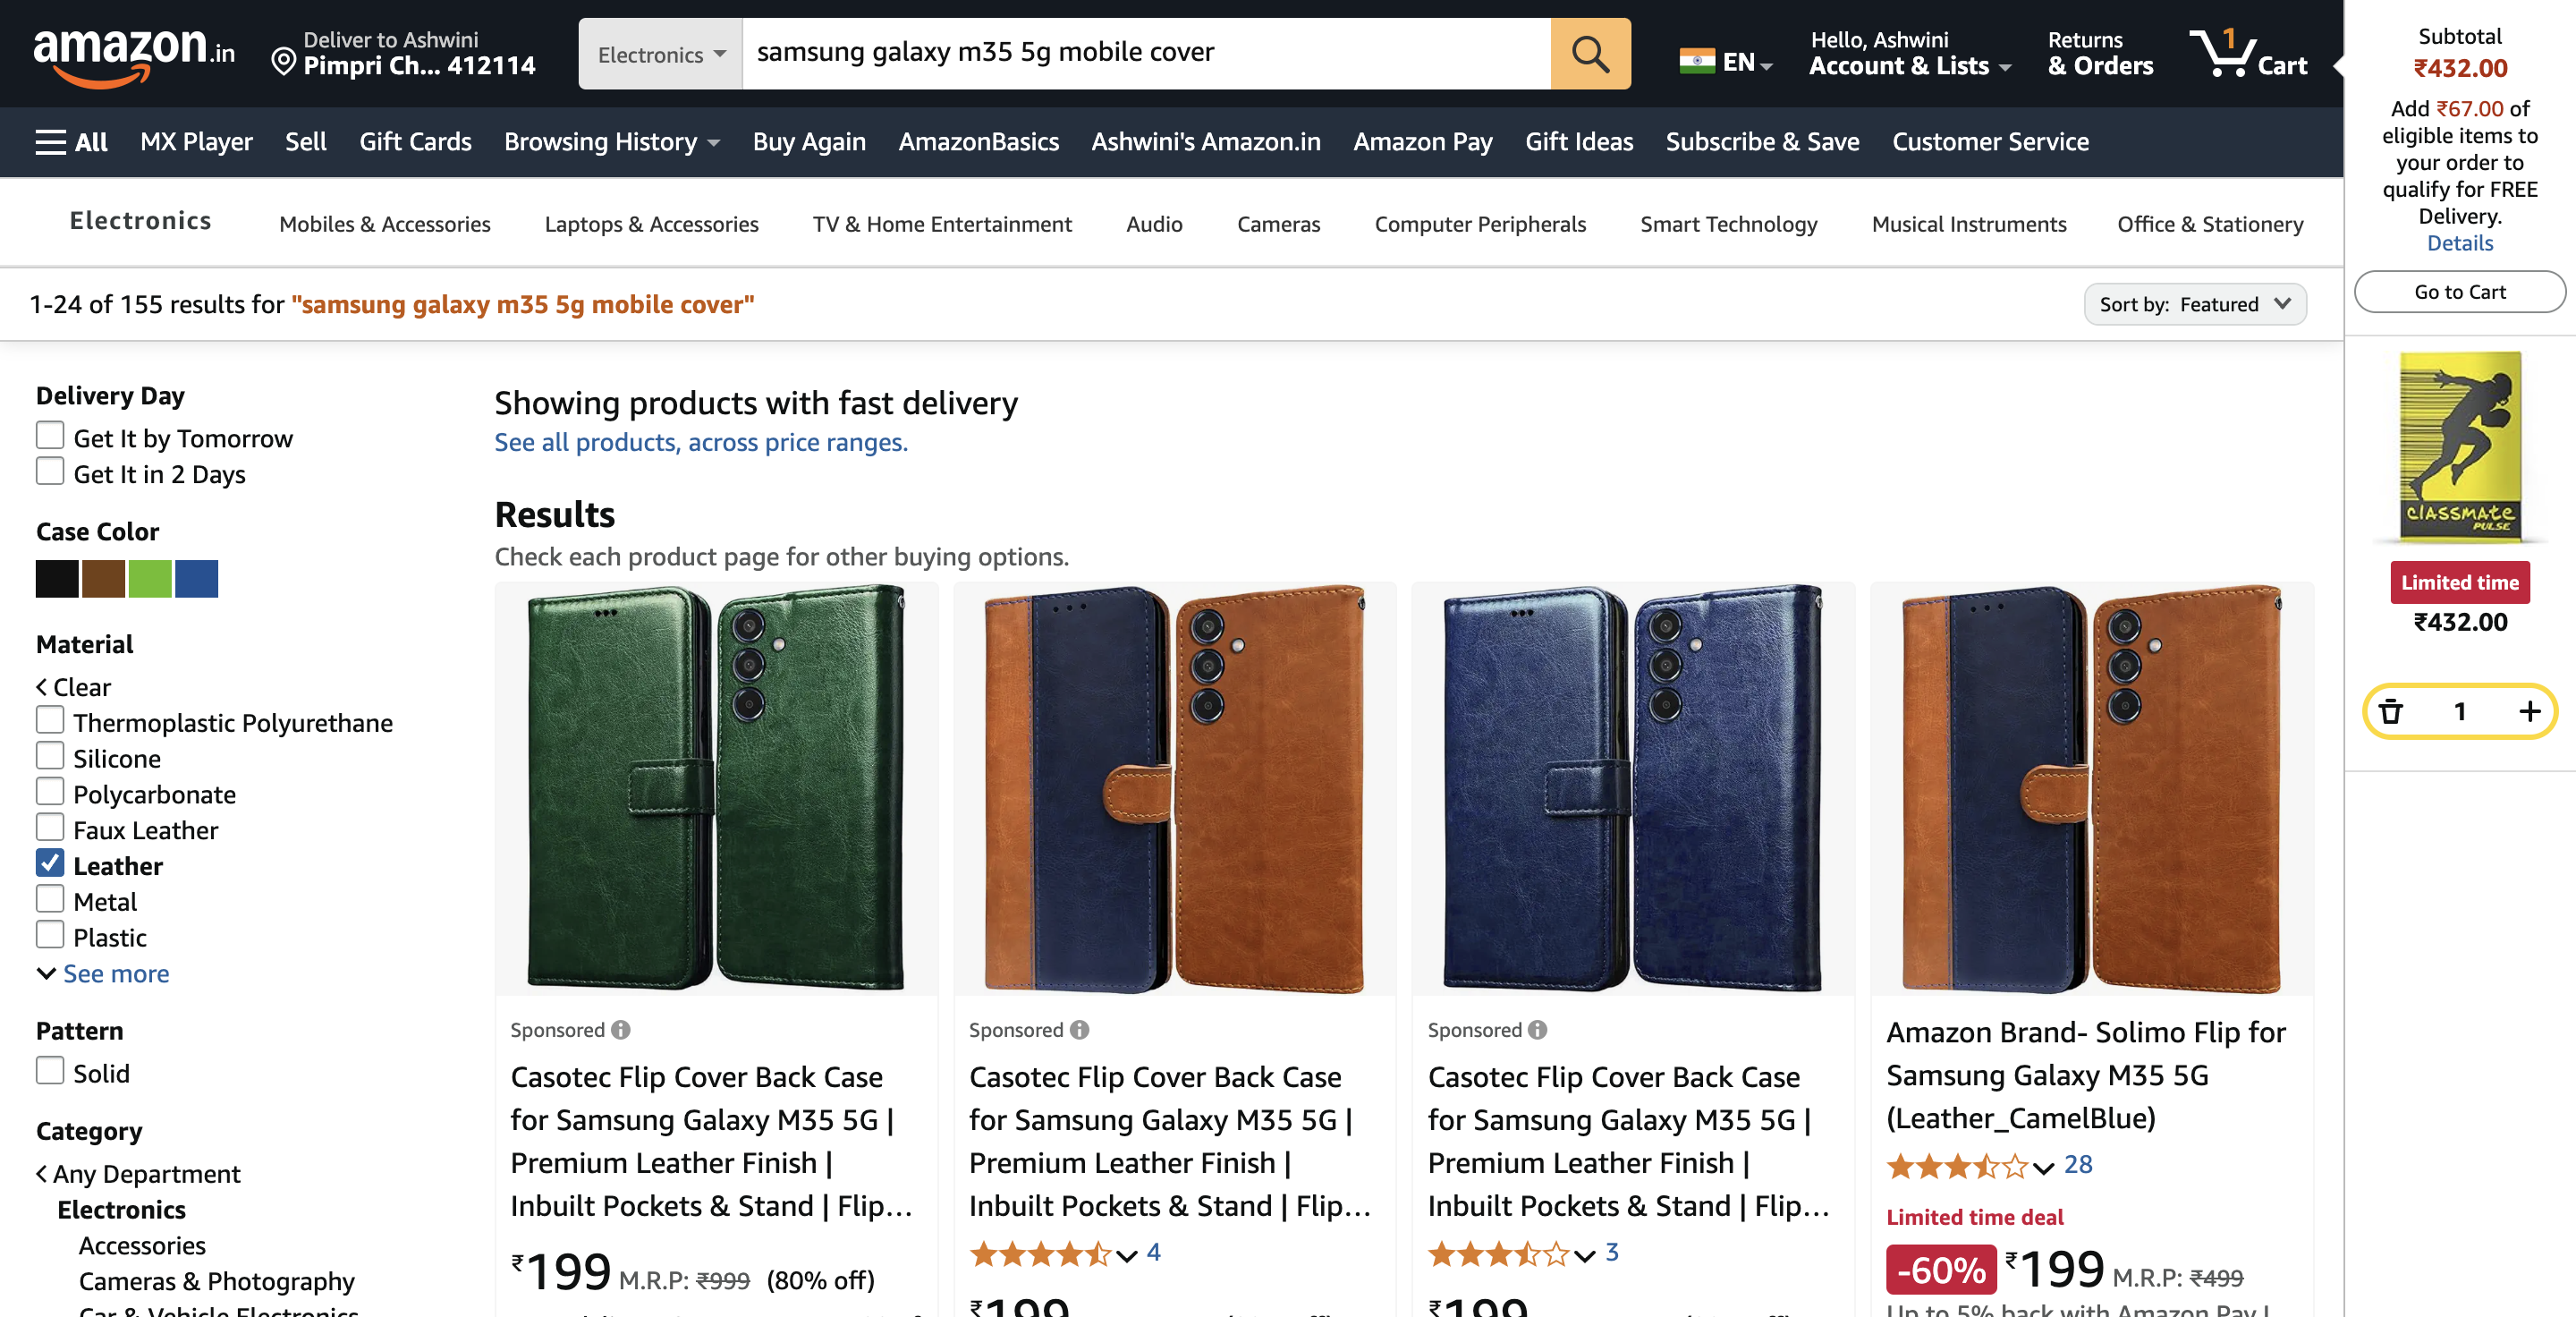 amazon.in
Deliver to Ashwini
Pimpri Ch... 412114
Electronics
samsung galaxy m35 5g mobile cover
EN
Hello, Ashwini
Account & Lists
Returns
& Orders
1
Cart
All
MX Player
Sell
Gift Cards
Browsing History
Buy Again
AmazonBasics
Ashwini's Amazon.in
Amazon Pay
Gift Ideas
Subscribe & Save
Customer Service
Electronics
Mobiles & Accessories
Laptops & Accessories
TV & Home Entertainment
Audio
Cameras
Computer Peripherals
Smart Technology
Musical Instruments
Office & Stationery
1-24 of 155 results for "samsung galaxy m35 5g mobile cover"
Sort by: Featured
Delivery Day
Get It by Tomorrow
Get It in 2 Days
Case Color
Material
Clear
Thermoplastic Polyurethane
Silicone
Polycarbonate
Faux Leather
Leather
Metal
Plastic
See more
Pattern
Solid
Category
Any Department
Electronics
Accessories
Cameras & Photography
Car & Vehicle Electronics
Showing products with fast delivery
See all products, across price ranges.
Results
Check each product page for other buying options.
Sponsored
Casotec Flip Cover Back Case
for Samsung Galaxy M35 5G |
Premium Leather Finish |
Inbuilt Pockets & Stand | Flip...
₹199 M.R.P: ₹999 (80% off)
Sponsored
Casotec Flip Cover Back Case
for Samsung Galaxy M35 5G |
Premium Leather Finish |
Inbuilt Pockets & Stand | Flip...
4
₹199
Sponsored
Casotec Flip Cover Back Case
for Samsung Galaxy M35 5G |
Premium Leather Finish |
Inbuilt Pockets & Stand | Flip...
3
₹199
Amazon Brand- Solimo Flip for
Samsung Galaxy M35 5G
(Leather_CamelBlue)
28
Limited time deal
-60% ₹199 M.R.P: ₹499
Up to 5% back with Amazon Pay
Subtotal
₹432.00
Add ₹67.00 of
eligible items to
your order to
qualify for FREE
Delivery.
Details
Go to Cart
classmate
PULSE
Limited time
₹432.00
1